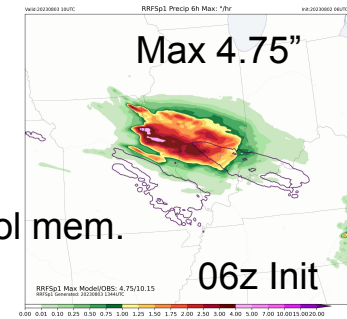 Valid:20230803 10UTC RRFSp1 Precip 6h Max: "/hr Init:20230802 06UTC
Max 4.75”
ol mem.
06z Init
RRFSp1 Max Model/OBS: 4.75/10.15
RRFSp1 Generated: 20230803 1344UTC
0.00 0.01 0.10 0.25 0.50 0.75 1.00 1.25 1.50 1.75 2.00 2.50 3.00 4.00 5.00 7.00 10.00 15.00 20.00